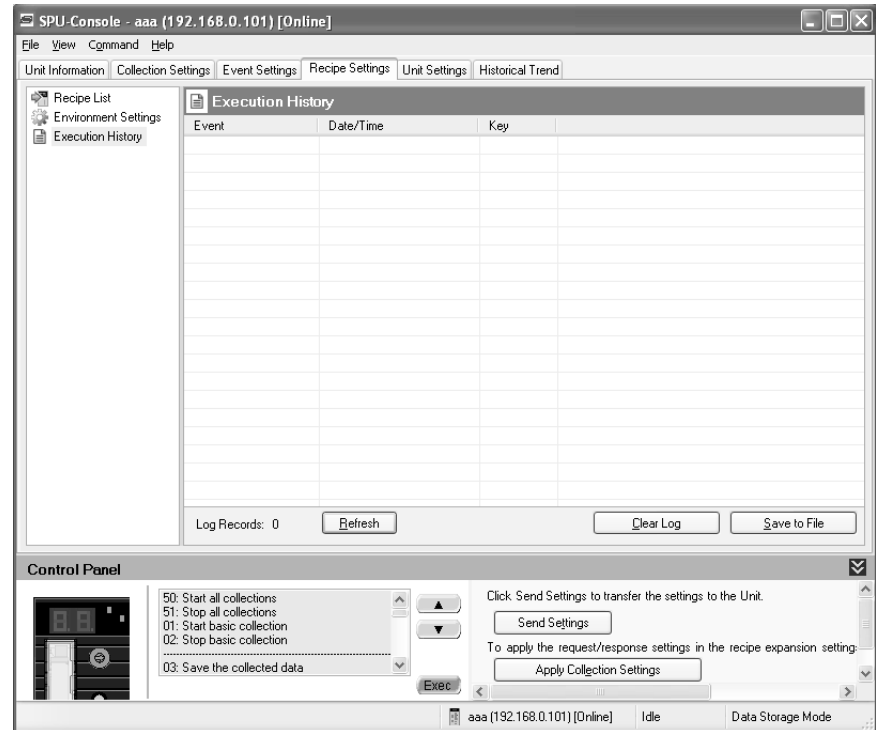 SPU-Console - aaa (192.168.0.101) [Online]
File View Command Help
Unit Information Collection Settings Event Settings Recipe Settings Unit Settings Historical Trend
Recipe List
Environment Settings
Execution History
Execution History
Event Date/Time Key
Log Records: 0 Refresh Clear Log Save to File
Control Panel
50: Start all collections
51: Stop all collections
01: Start basic collection
02: Stop basic collection
03: Save the collected data
Exec
Click Send Settings to transfer the settings to the Unit.
Send Settings
To apply the request/response settings in the recipe expansion setting
Apply Collection Settings
aaa (192.168.0.101) [Online] Idle Data Storage Mode